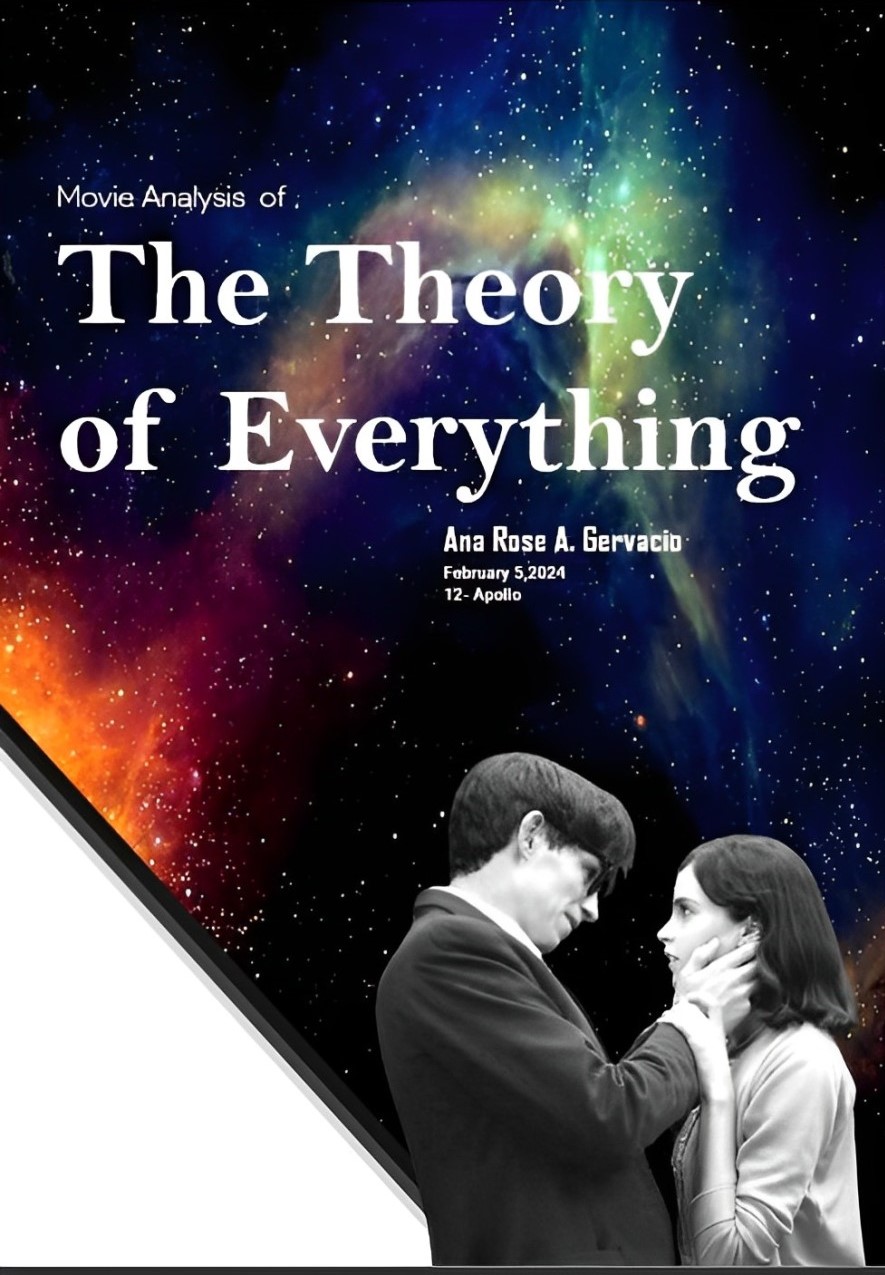 Movie Analysis of
The Theory
of Everything
Ana Rose A. Gervacio
February 5,2024
12- Apollo